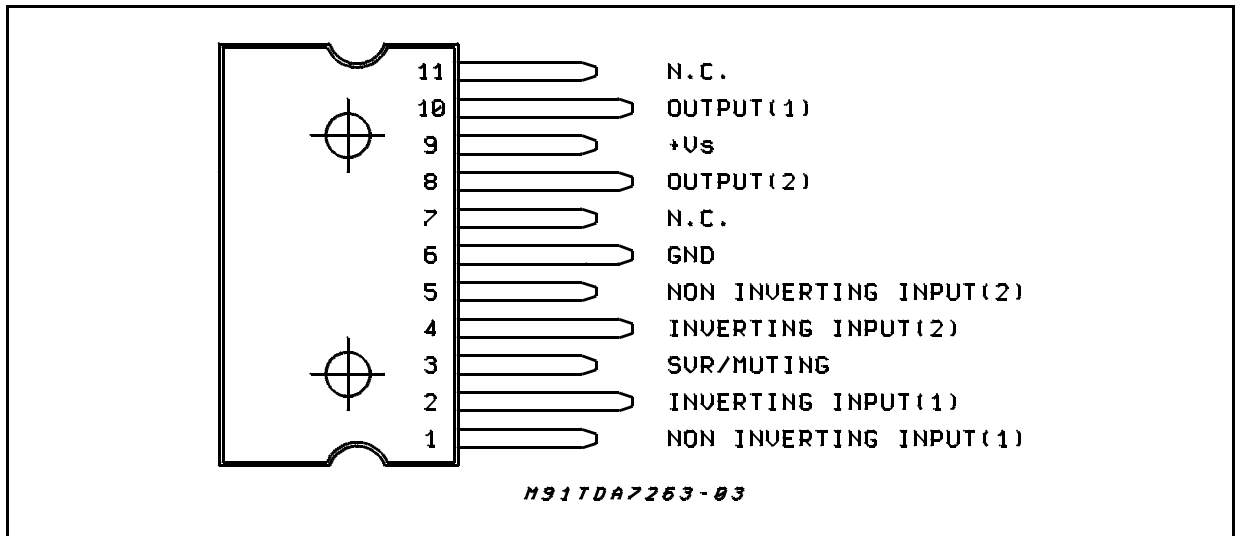 11 N.C.
10 OUTPUT(1)
9 +Vs
8 OUTPUT(2)
7 N.C.
6 GND
5 NON INVERTING INPUT(2)
4 INVERTING INPUT(2)
3 SVR/MUTING
2 INVERTING INPUT(1)
1 NON INVERTING INPUT(1)
M91TDA7263-03